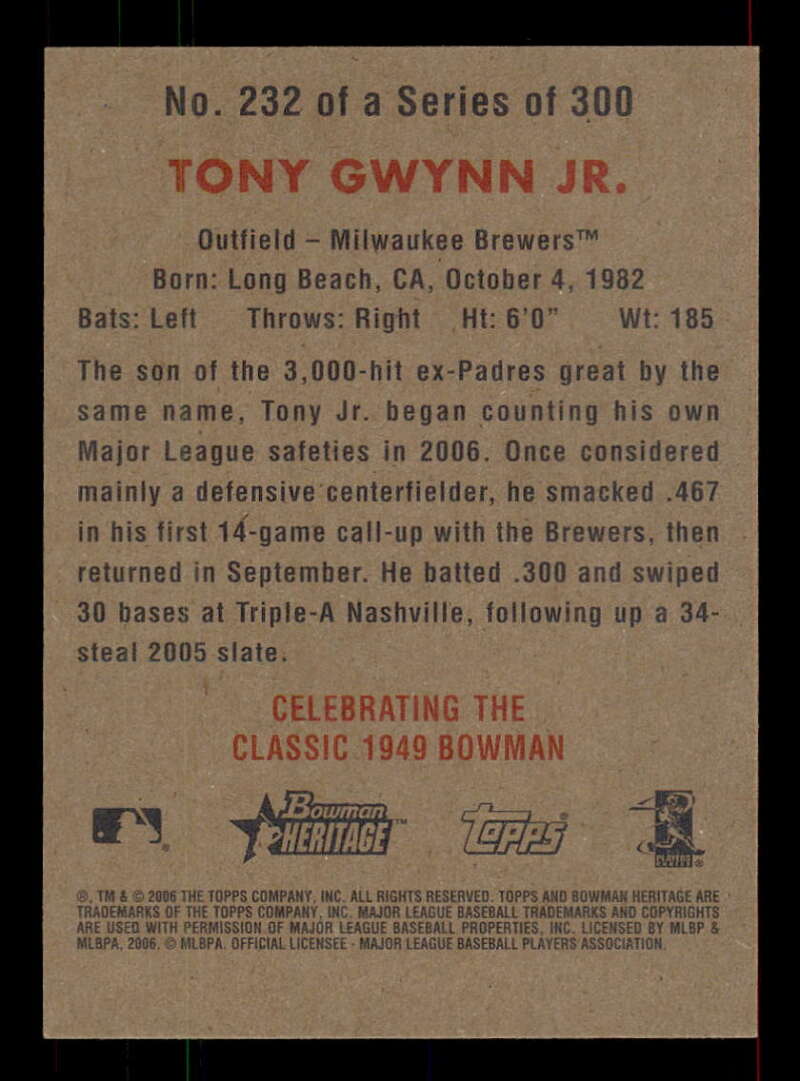 No. 232 of a Series of 300
TONY GWYNN JR.
Outfield – Milwaukee Brewers™
Born: Long Beach, CA, October 4, 1982
Bats: Left Throws: Right Ht: 6'0" Wt: 185
The son of the 3,000-hit ex-Padres great by the
same name, Tony Jr. began counting his own
Major League safeties in 2006. Once considered
mainly a defensive centerfielder, he smacked .467
in his first 14-game call-up with the Brewers, then
returned in September. He batted .300 and swiped
30 bases at Triple-A Nashville, following up a 34-
steal 2005 slate.
CELEBRATING THE
CLASSIC 1949 BOWMAN
Bowman HERITAGE™ Topps® PLAYERS®
®, TM & © 2006 THE TOPPS COMPANY, INC. ALL RIGHTS RESERVED. TOPPS AND BOWMAN HERITAGE ARE
TRADEMARKS OF THE TOPPS COMPANY, INC. MAJOR LEAGUE BASEBALL TRADEMARKS AND COPYRIGHTS
ARE USED WITH PERMISSION OF MAJOR LEAGUE BASEBALL PROPERTIES, INC. LICENSED BY MLBP &
MLBPA, 2006. © MLBPA. OFFICIAL LICENSEE - MAJOR LEAGUE BASEBALL PLAYERS ASSOCIATION.